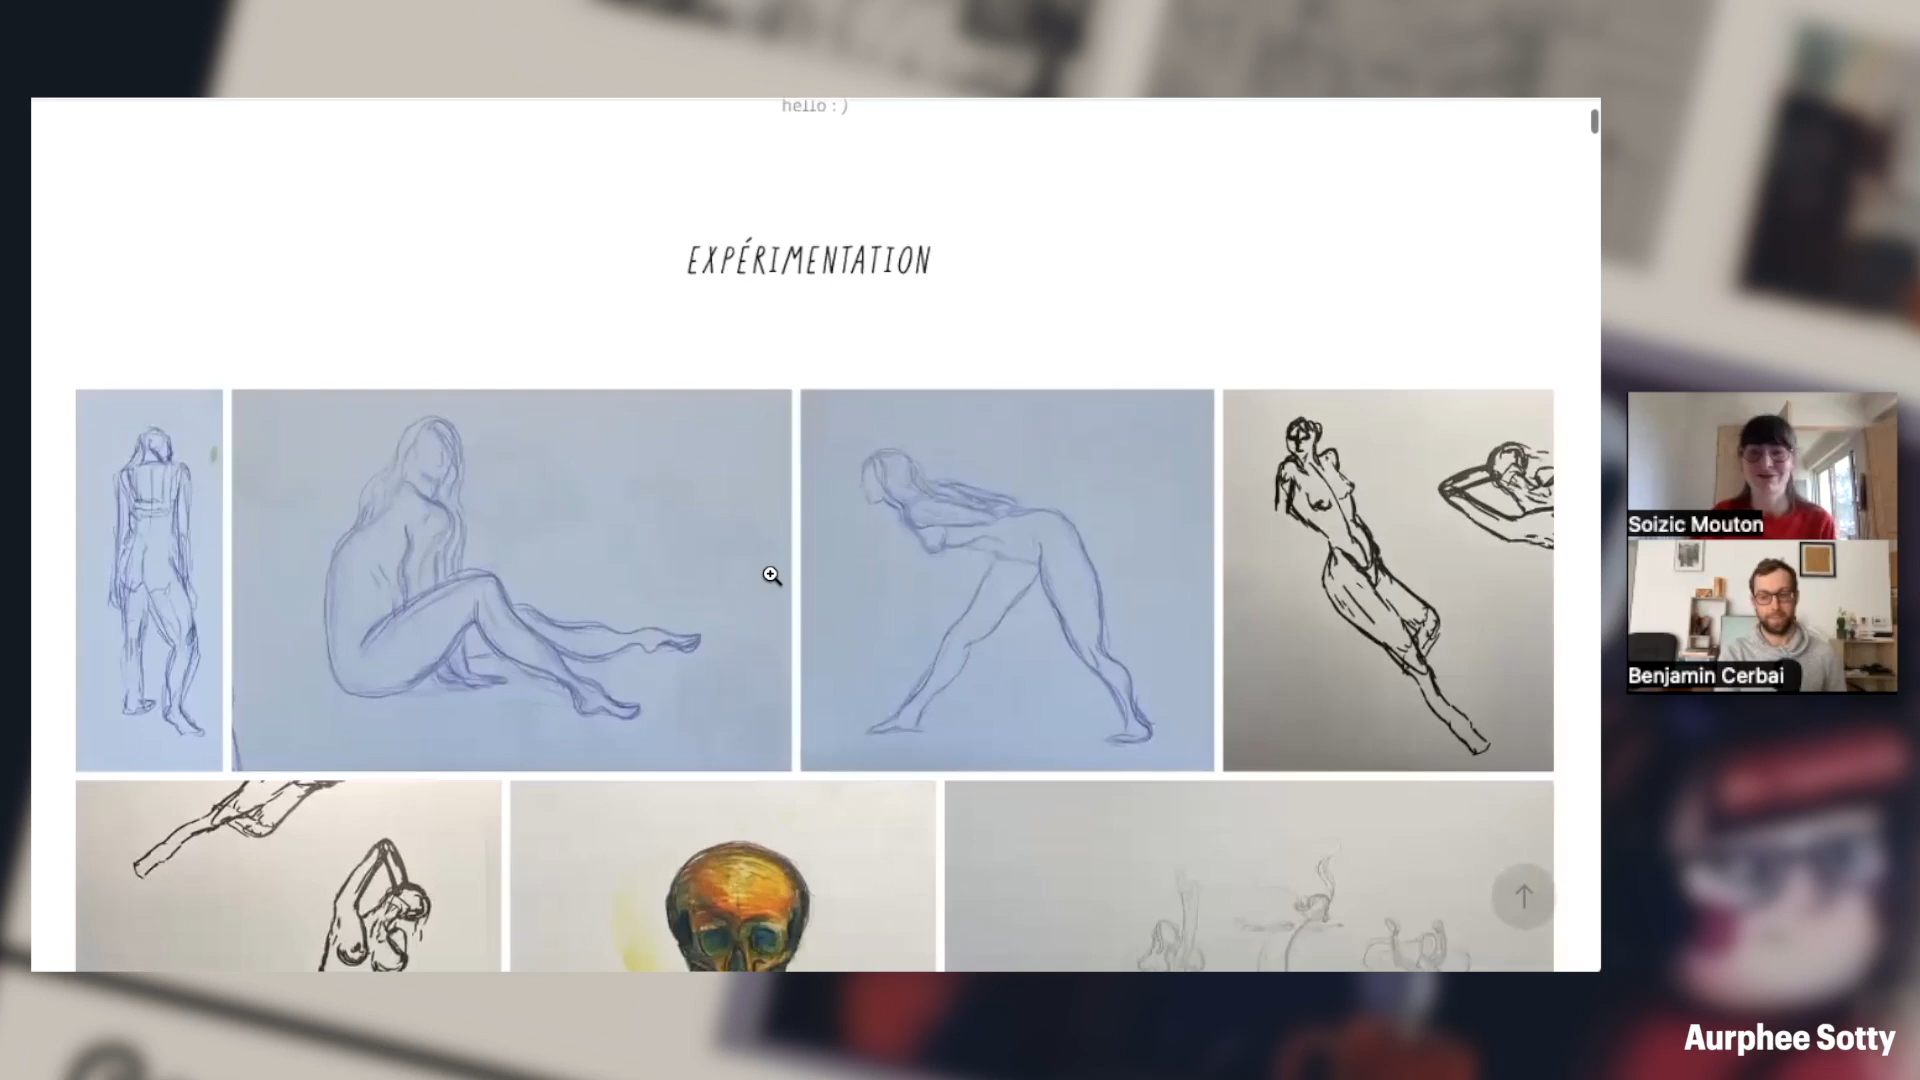 hello :)
EXPÉRIMENTATION
Soizic Mouton
Benjamin Cerbai
Aurphee Sotty